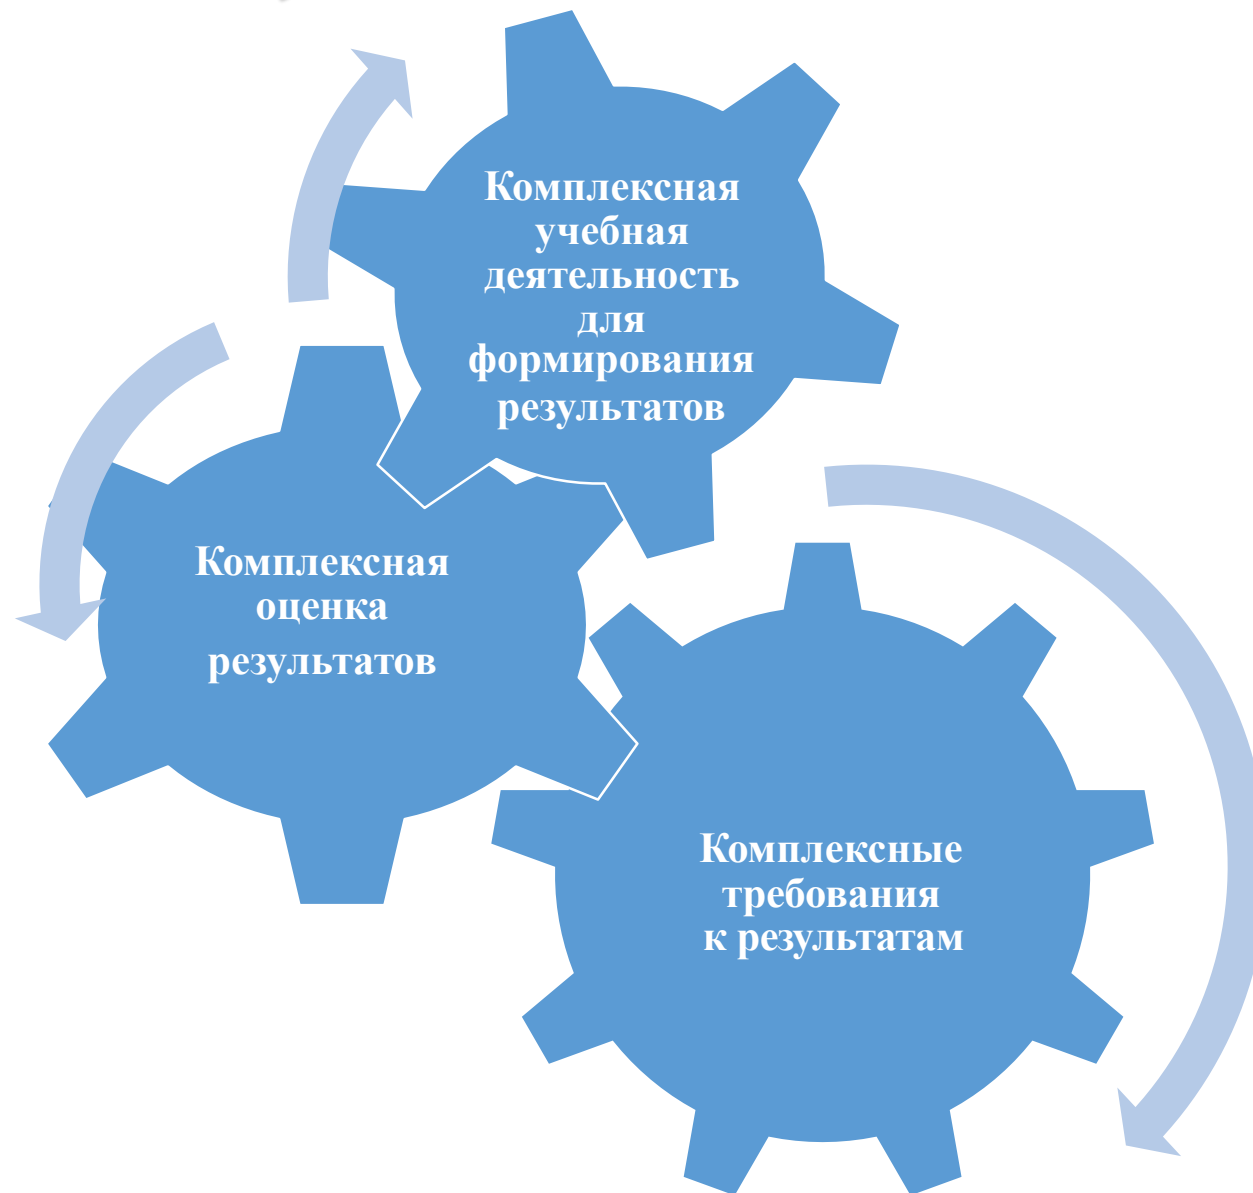 Комплексная
учебная
деятельность
для
формирования
результатов
Комплексная
оценка
результатов
Комплексные
требования
к результатам